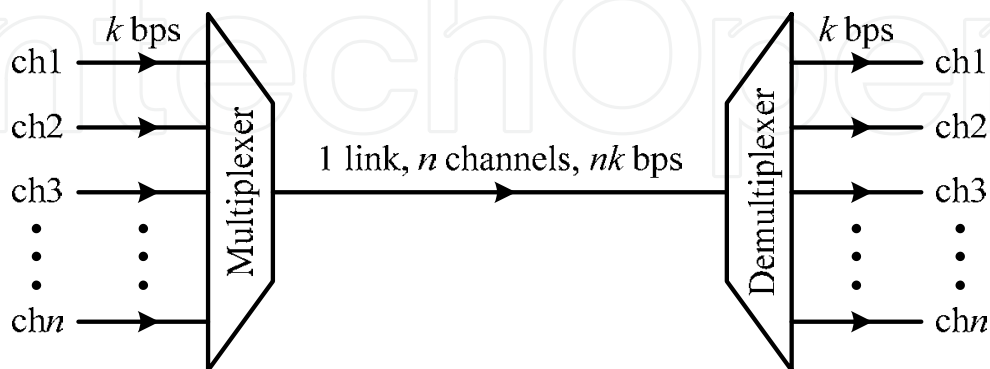 k bps
k bps
ch1
ch1
ch2
ch2
1 link, n channels, nk bps
ch3
ch3
Multiplexer
Demultiplexer
chn
chn